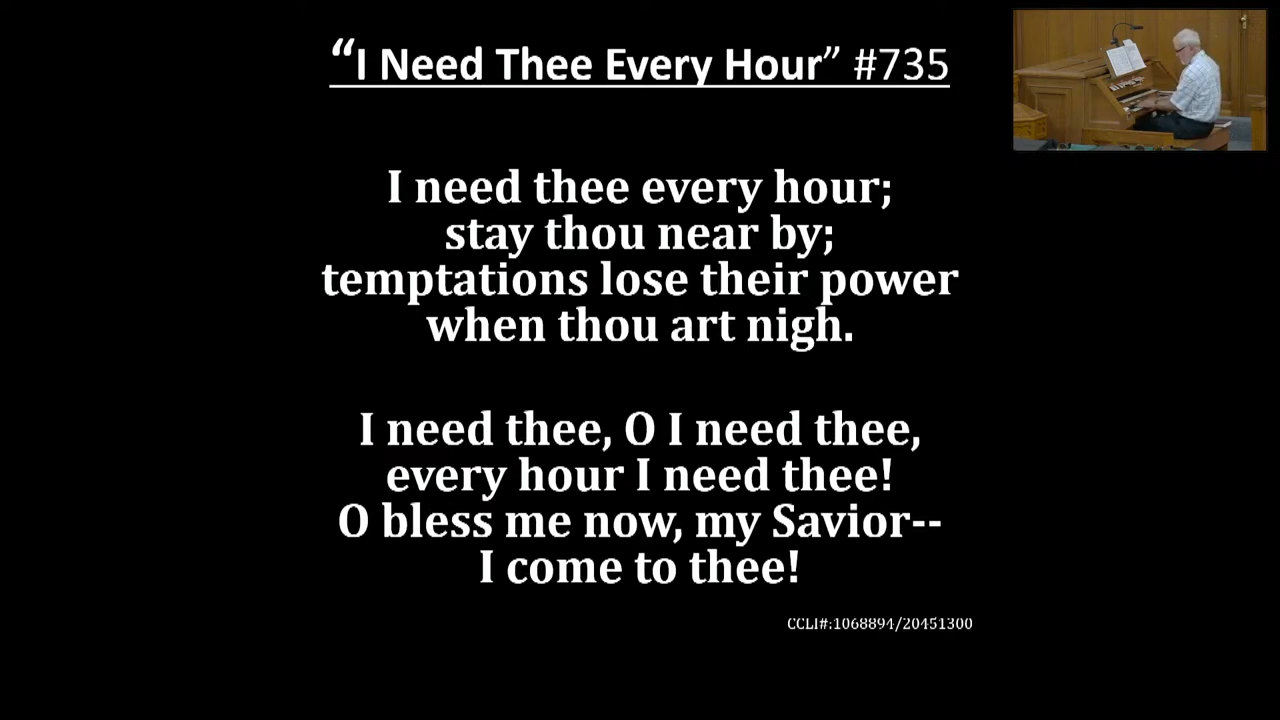 “I Need Thee Every Hour” #735
I need thee every hour;
stay thou near by;
temptations lose their power
when thou art nigh.
I need thee, O I need thee,
every hour I need thee!
O bless me now, my Savior--
I come to thee!
CCLI#:1068894/20451300